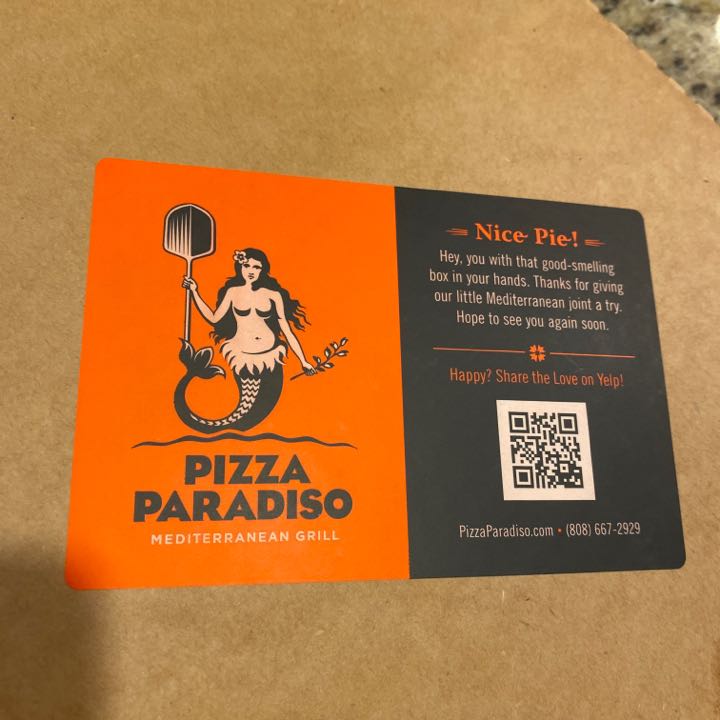 PIZZA
PARADISO
MEDITERRANEAN GRILL
Nice Pie!
Hey, you with that good-smelling
box in your hands. Thanks for giving
our little Mediterranean joint a try.
Hope to see you again soon.
Happy? Share the Love on Yelp!
PizzaParadiso.com • (808) 667-2929